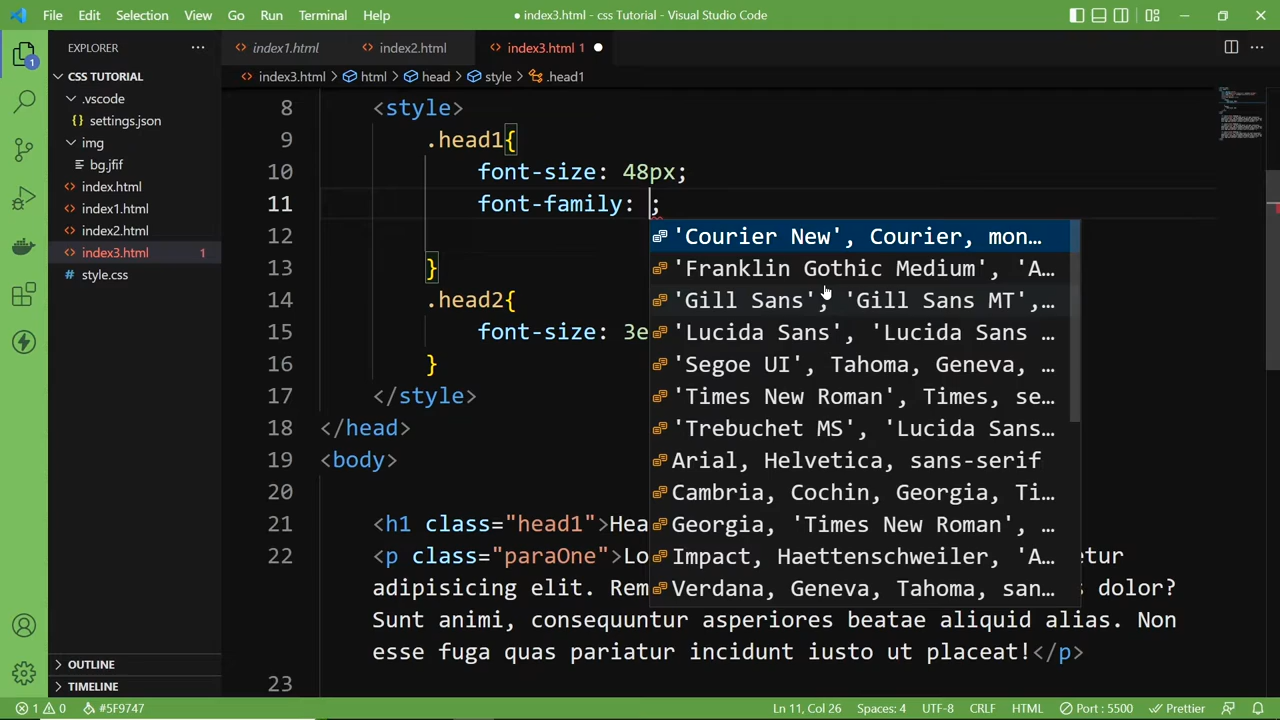 File Edit Selection View Go Run Terminal Help
● index3.html - css Tutorial - Visual Studio Code
EXPLORER
index1.html index2.html index3.html 1
CSS TUTORIAL
index3.html > html > head > style > .head1
.vscode
settings.json
img
bg.jfif
index.html
index1.html
index2.html
index3.html 1
style.css
OUTLINE
TIMELINE
8 <style>
9 .head1{
10 font-size: 48px;
11 font-family: ;
12
13 }
14 .head2{
15 font-size: 3e
16 }
17 </style>
18 </head>
19 <body>
20
21 <h1 class="head1">Hea
22 <p class="paraOne">Lo
etur
adipisicing elit. Rem
s dolor?
Sunt animi, consequuntur asperiores beatae aliquid alias. Non
esse fuga quas pariatur incidunt iusto ut placeat!</p>
23
'Courier New', Courier, mon…
'Franklin Gothic Medium', 'A…
'Gill Sans', 'Gill Sans MT',…
'Lucida Sans', 'Lucida Sans …
'Segoe UI', Tahoma, Geneva, …
'Times New Roman', Times, se…
'Trebuchet MS', 'Lucida Sans…
Arial, Helvetica, sans-serif
Cambria, Cochin, Georgia, Ti…
Georgia, 'Times New Roman', …
Impact, Haettenschweiler, 'A…
Verdana, Geneva, Tahoma, san…
1
1 0 #5F9747 Ln 11, Col 26 Spaces: 4 UTF-8 CRLF HTML Port : 5500 Prettier